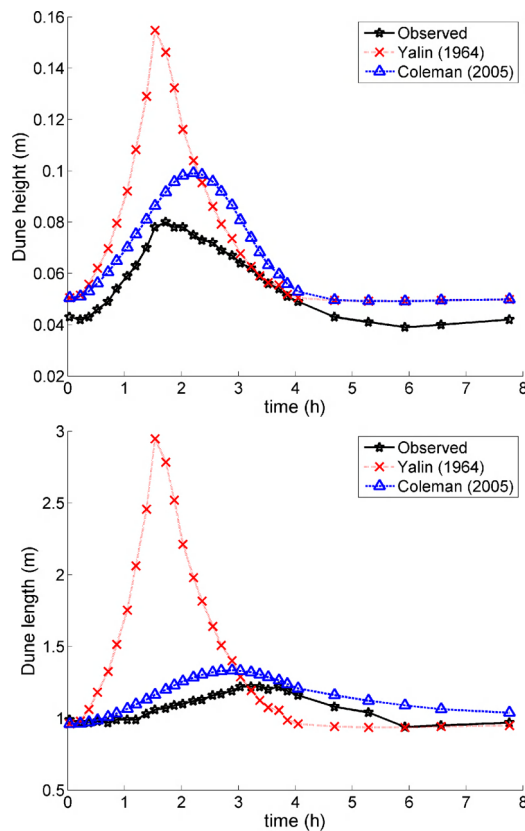 0.16
0.14
0.12
0.1
0.08
0.06
0.04
0.02
Dune height (m)
Observed
Yalin (1964)
Coleman (2005)
0 1 2 3 4 5 6 7 8
time (h)
3
2.5
2
1.5
1
0.5
Dune length (m)
Observed
Yalin (1964)
Coleman (2005)
0 1 2 3 4 5 6 7 8
time (h)